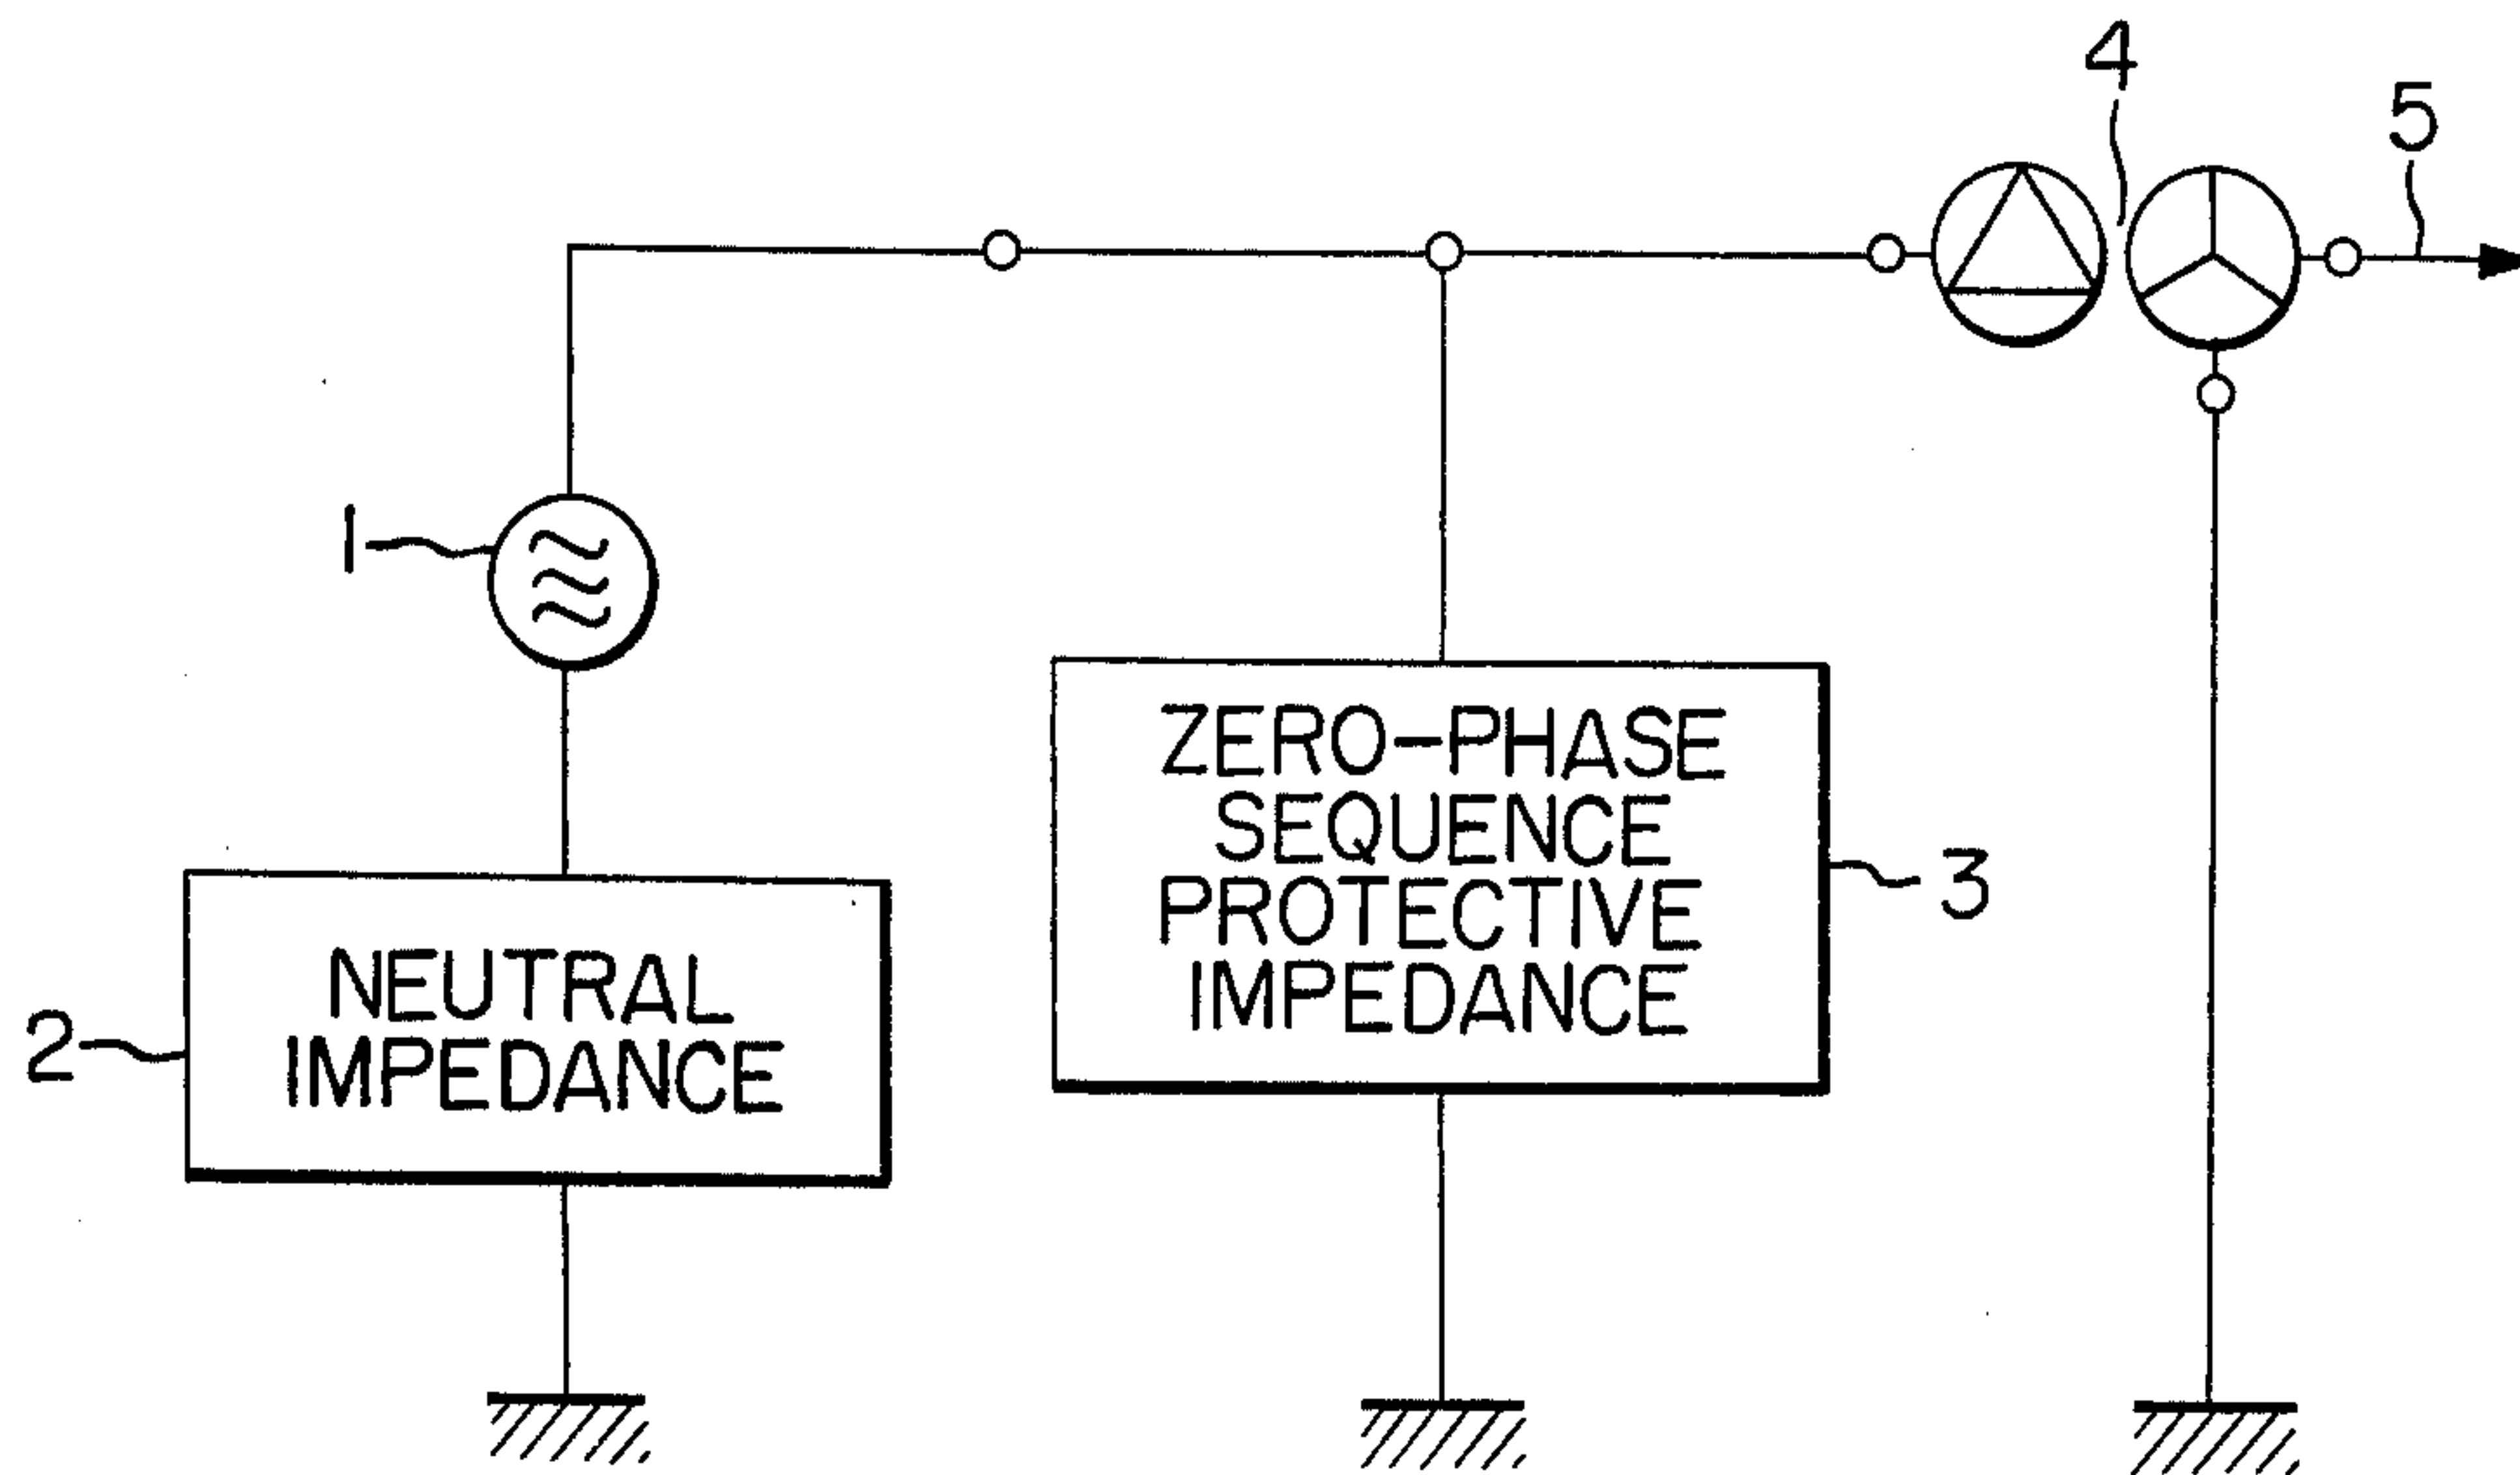 4
5
1
ZERO-PHASE
SEQUENCE
PROTECTIVE
IMPEDANCE
3
NEUTRAL
IMPEDANCE
2